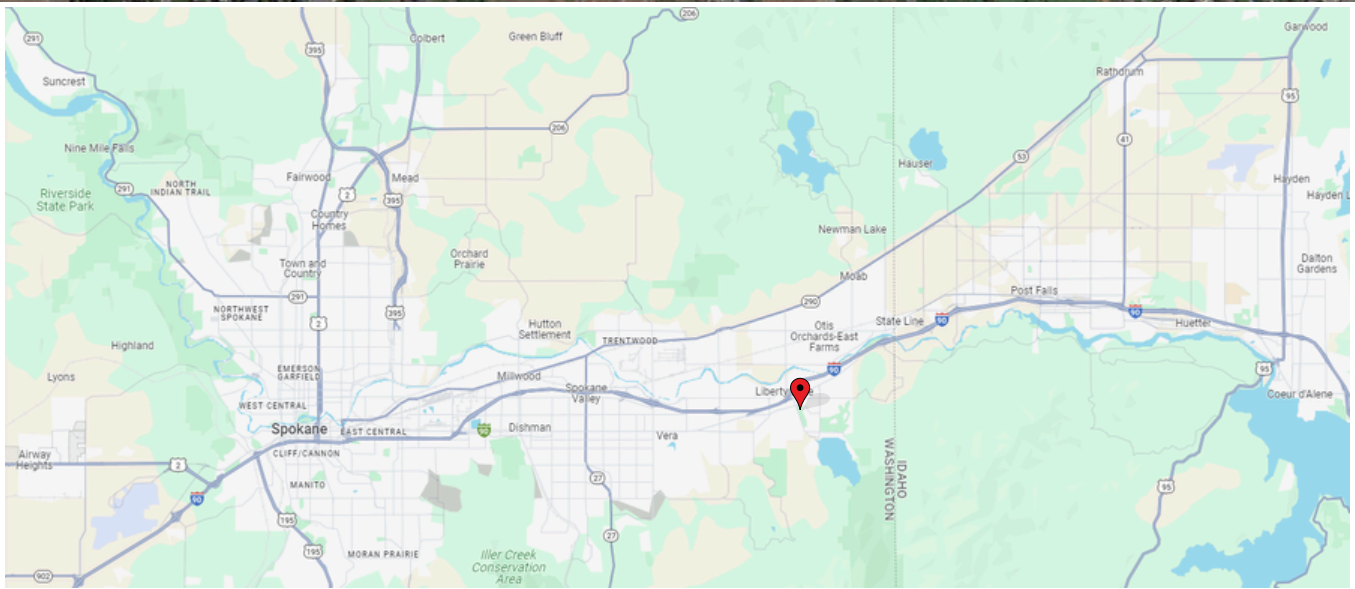 206
291
395
Colbert
Green Bluff
Garwood
Suncrest
Rathdrum
95
206
41
Nine Mile Falls
53
Hauser
NORTH
INDIAN TRAIL
291
Fairwood
Mead
2
395
Riverside
State Park
Hayden
Hayden L
Country
Homes
Newman Lake
Orchard
Prairie
Town and
Country
Moab
Dalton
Gardens
291
290
Post Falls
NORTHWEST
SPOKANE
395
2
State Line
90
90
Huetter
Hutton
Settlement
Otis
Orchards-East
Farms
TRENTWOOD
Highland
EMERSON
GARFIELD
Millwood
90
95
Lyons
Spokane
Valley
Coeur d'Alene
WEST CENTRAL
Spokane
EAST CENTRAL
Dishman
Vera
CLIFF/CANNON
Airway
Heights
2
IDAHO
WASHINGTON
27
MANITO
95
90
195
27
195
MORAN PRAIRIE
Iller Creek
Conservation
Area
902